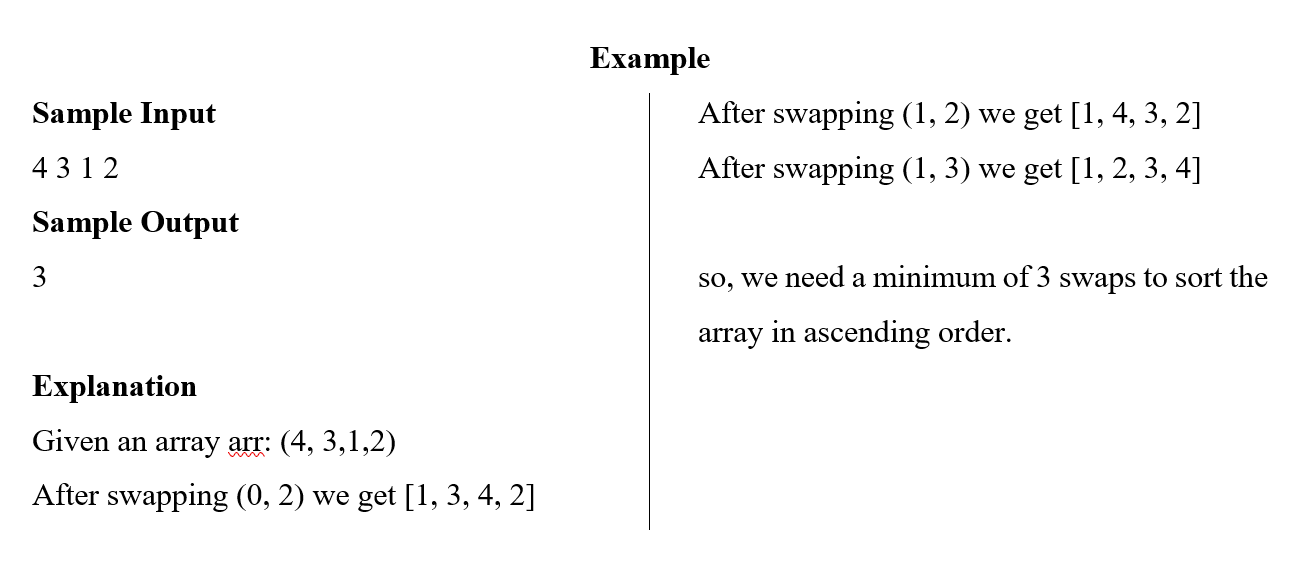 Example
Sample Input
4 3 1 2
Sample Output
3
Explanation
Given an array arr: (4, 3,1,2)
After swapping (0, 2) we get [1, 3, 4, 2]
After swapping (1, 2) we get [1, 4, 3, 2]
After swapping (1, 3) we get [1, 2, 3, 4]
so, we need a minimum of 3 swaps to sort the
array in ascending order.